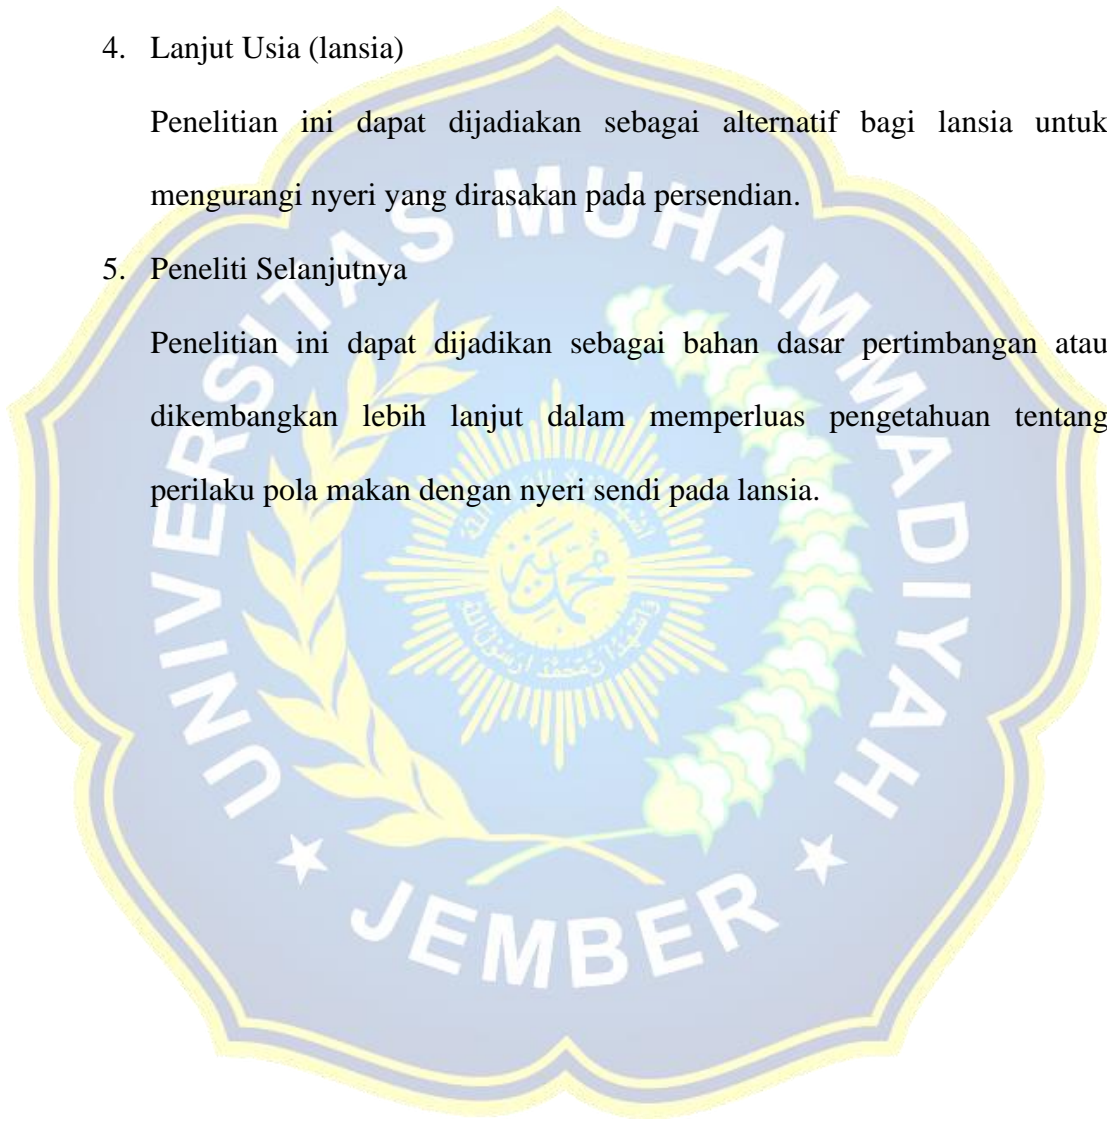 4. Lanjut Usia (lansia)
Penelitian ini dapat dijadiakan sebagai alternatif bagi lansia untuk
mengurangi nyeri yang dirasakan pada persendian.
5. Peneliti Selanjutnya
Penelitian ini dapat dijadikan sebagai bahan dasar pertimbangan atau
dikembangkan lebih lanjut dalam memperluas pengetahuan tentang
perilaku pola makan dengan nyeri sendi pada lansia.
UNIVERSITAS MUHAMMADIYAH
JEMBER
محمدية